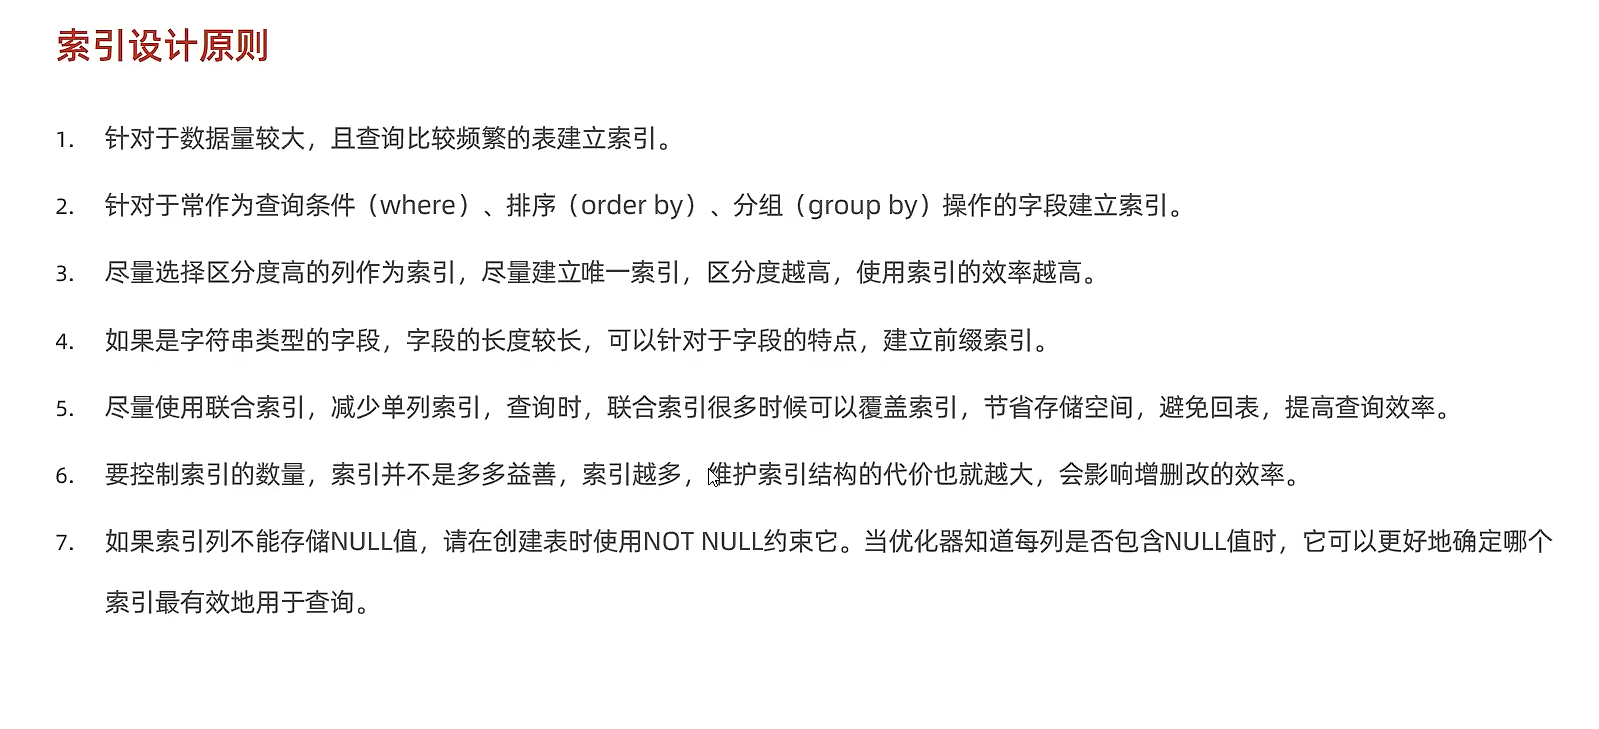 索引设计原则
1. 针对于数据量较大，且查询比较频繁的表建立索引。
2. 针对于常作为查询条件（where）、排序（order by）、分组（group by）操作的字段建立索引。
3. 尽量选择区分度高的列作为索引，尽量建立唯一索引，区分度越高，使用索引的效率越高。
4. 如果是字符串类型的字段，字段的长度较长，可以针对于字段的特点，建立前缀索引。
5. 尽量使用联合索引，减少单列索引，查询时，联合索引很多时候可以覆盖索引，节省存储空间，避免回表，提高查询效率。
6. 要控制索引的数量，索引并不是多多益善，索引越多，维护索引结构的代价也就越大，会影响增删改的效率。
7. 如果索引列不能存储NULL值，请在创建表时使用NOT NULL约束它。当优化器知道每列是否包含NULL值时，它可以更好地确定哪个
索引最有效地用于查询。